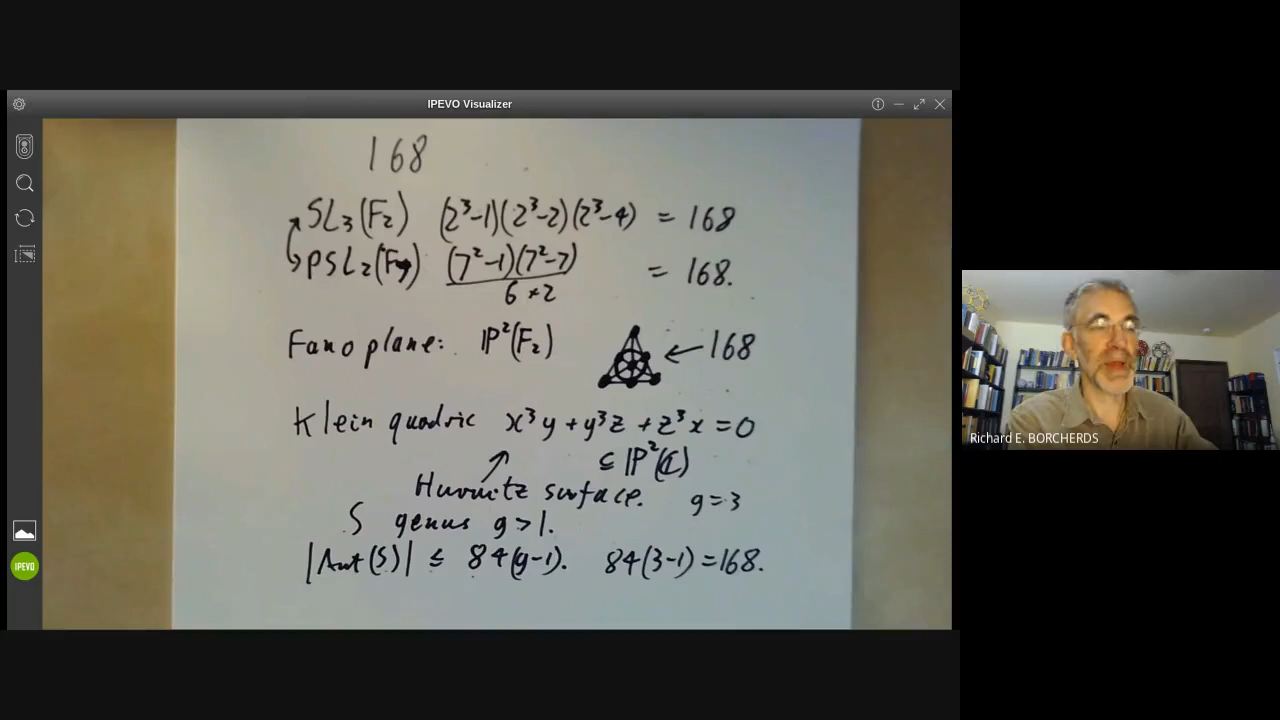 IPEVO Visualizer
168
SL₃(F₂) (2³-1)(2³-2)(2³-4) = 168
PSL₂(F₇) (7²-1)(7²-7) / 6×2 = 168.
Fano plane: ℙ²(F₂) ← 168
Klein quadric x³y + y³z + z³x = 0
⊆ ℙ²(ℂ)
Hurwitz surface. g=3
S genus g > 1.
|Aut(S)| ≤ 84(g-1). 84(3-1) = 168.
Richard E. BORCHERDS
IPEVO